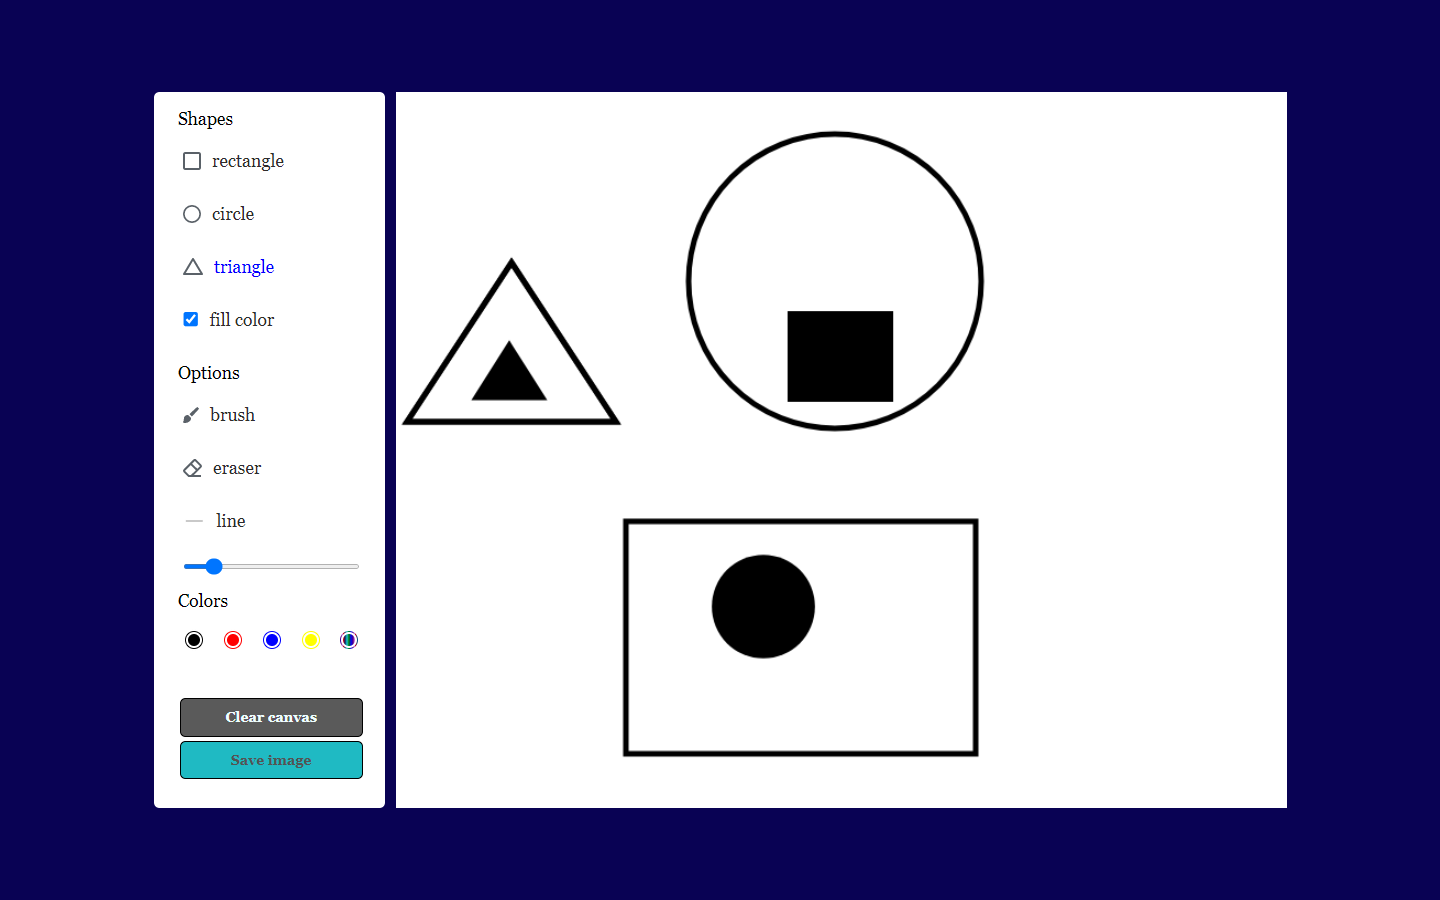 Shapes
rectangle
circle
triangle
fill color
Options
brush
eraser
line
Colors
Clear canvas
Save image